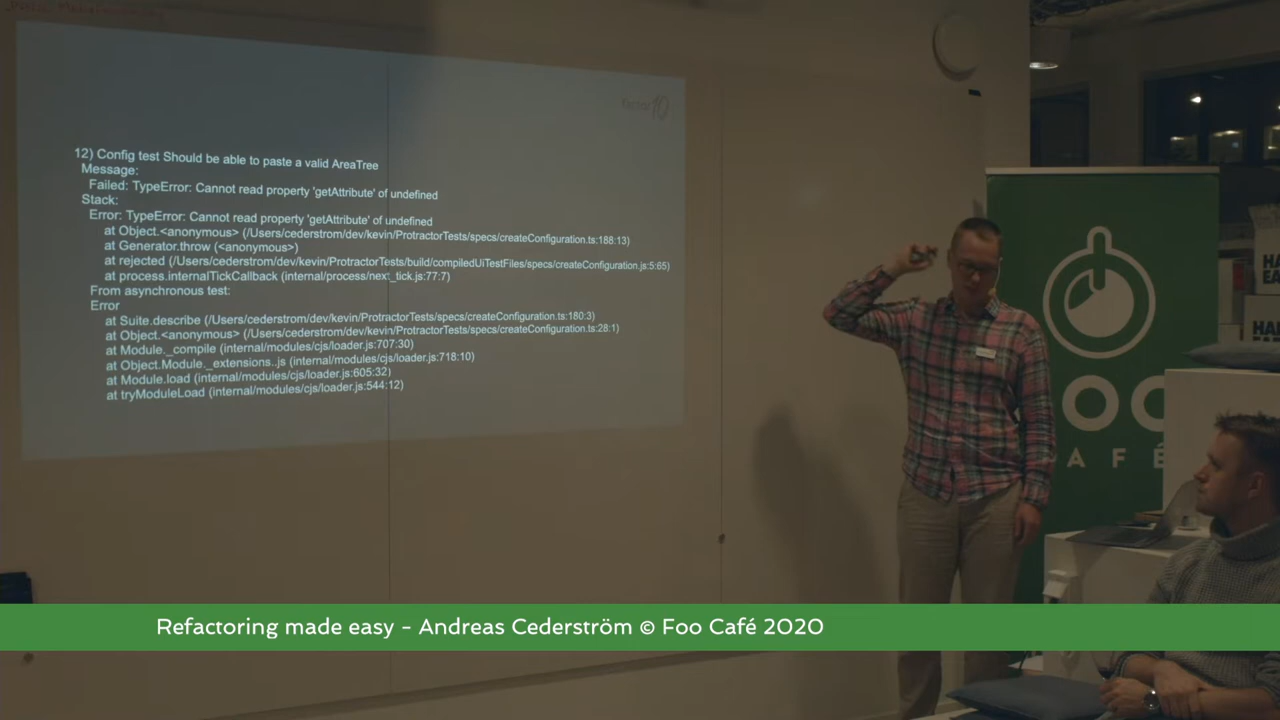 factor10
12) Config test Should be able to paste a valid AreaTree
Message:
Failed: TypeError: Cannot read property 'getAttribute' of undefined
Stack:
Error: TypeError: Cannot read property 'getAttribute' of undefined
at Object.<anonymous> (/Users/cederstrom/dev/kevin/ProtractorTests/specs/createConfiguration.ts:188:13)
at Generator.throw (<anonymous>)
at rejected (/Users/cederstrom/dev/kevin/ProtractorTests/build/compiledUiTestFiles/specs/createConfiguration.js:5:65)
at process.internalTickCallback (internal/process/next_tick.js:77:7)
From asynchronous test:
Error
at Suite.describe (/Users/cederstrom/dev/kevin/ProtractorTests/specs/createConfiguration.ts:180:3)
at Object.<anonymous> (/Users/cederstrom/dev/kevin/ProtractorTests/specs/createConfiguration.ts:28:1)
at Module._compile (internal/modules/cjs/loader.js:707:30)
at Object.Module._extensions..js (internal/modules/cjs/loader.js:718:10)
at Module.load (internal/modules/cjs/loader.js:605:32)
at tryModuleLoad (internal/modules/cjs/loader.js:544:12)
HA
EA
HA
EA
OO
AFÉ
Refactoring made easy - Andreas Cederström © Foo Café 2020